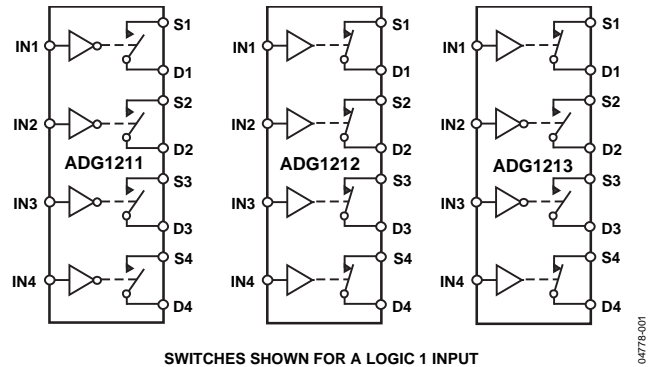 S1 S1 S1
IN1 IN1 IN1
D1 D1 D1
S2 S2 S2
IN2 IN2 IN2
D2 D2 D2
ADG1211 ADG1212 ADG1213
S3 S3 S3
IN3 IN3 IN3
D3 D3 D3
S4 S4 S4
IN4 IN4 IN4
D4 D4 D4
SWITCHES SHOWN FOR A LOGIC 1 INPUT
04778-001